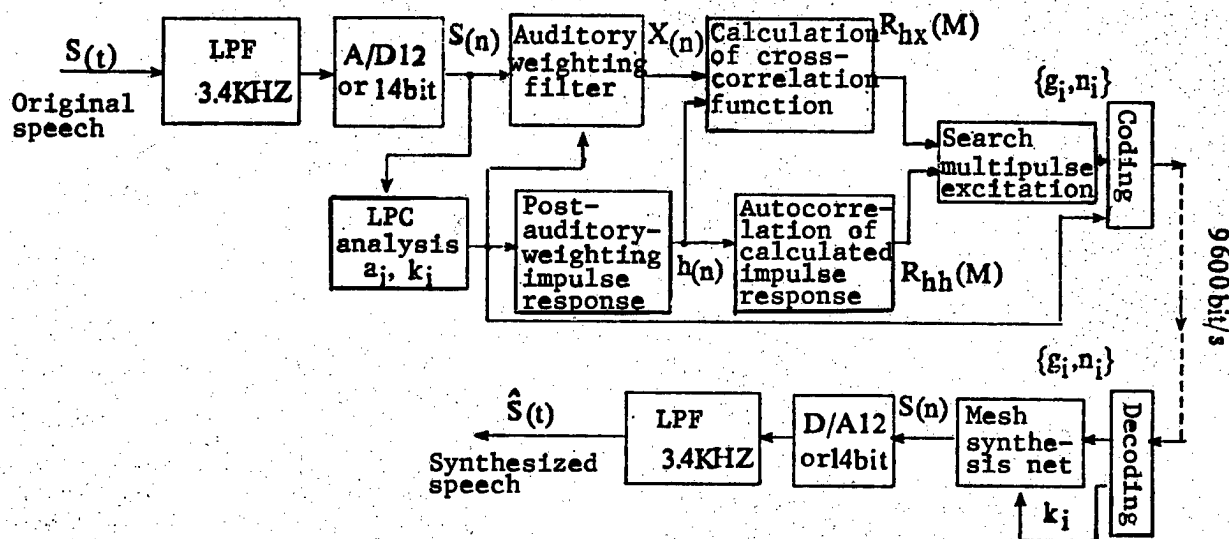 S(t)
Original
speech
LPF
3.4KHZ
A/D12
or 14bit
S(n)
Auditory
weighting
filter
X(n)
Calculation
of cross-
correlation
function
Rhx(M)
{gi,ni}
Search
multipulse
excitation
Coding
LPC
analysis
ai, ki
Post-
auditory-
weighting
impulse
response
h(n)
Autocorre-
lation of
calculated
impulse
response
Rhh(M)
9600bit/s
{gi,ni}
Ŝ(t)
Synthesized
speech
LPF
3.4KHZ
D/A12
or14bit
S(n)
Mesh
synthe-
sis net
Decoding
ki